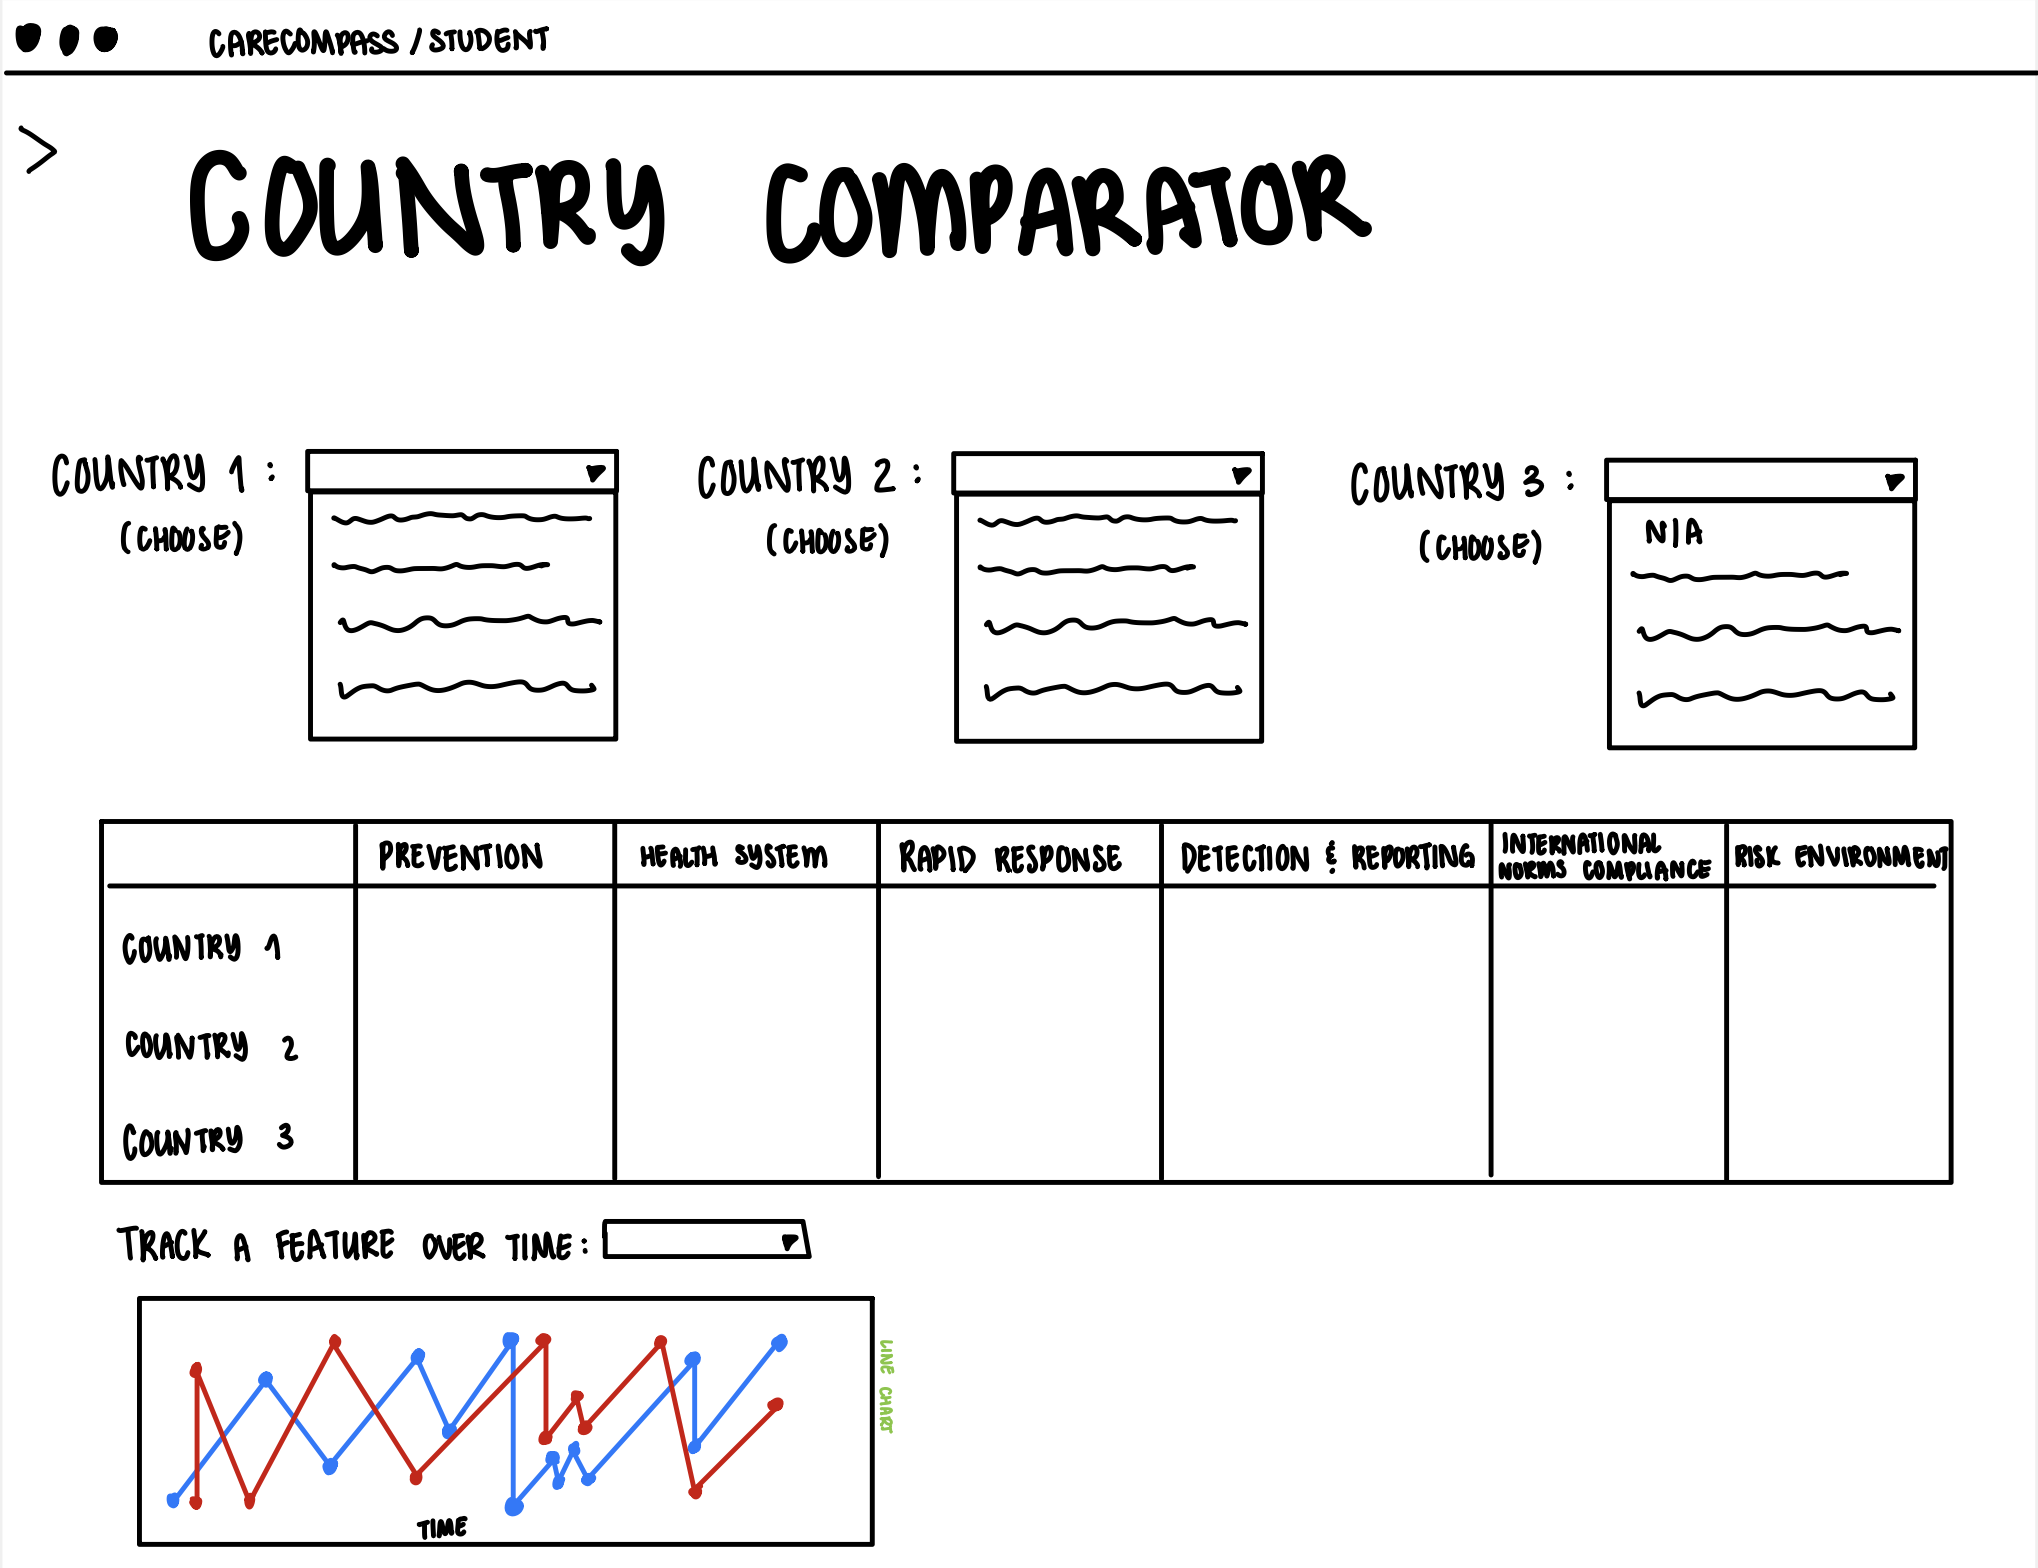 CARECOMPASS / STUDENT
>
COUNTRY COMPARATOR
COUNTRY 1 :
(CHOOSE)
COUNTRY 2 :
(CHOOSE)
COUNTRY 3 :
(CHOOSE)
N/A
PREVENTION
HEALTH SYSTEM
RAPID RESPONSE
DETECTION & REPORTING
INTERNATIONAL
NORMS COMPLIANCE
RISK ENVIRONMENT
COUNTRY 1
COUNTRY 2
COUNTRY 3
TRACK A FEATURE OVER TIME :
LINE CHART
TIME